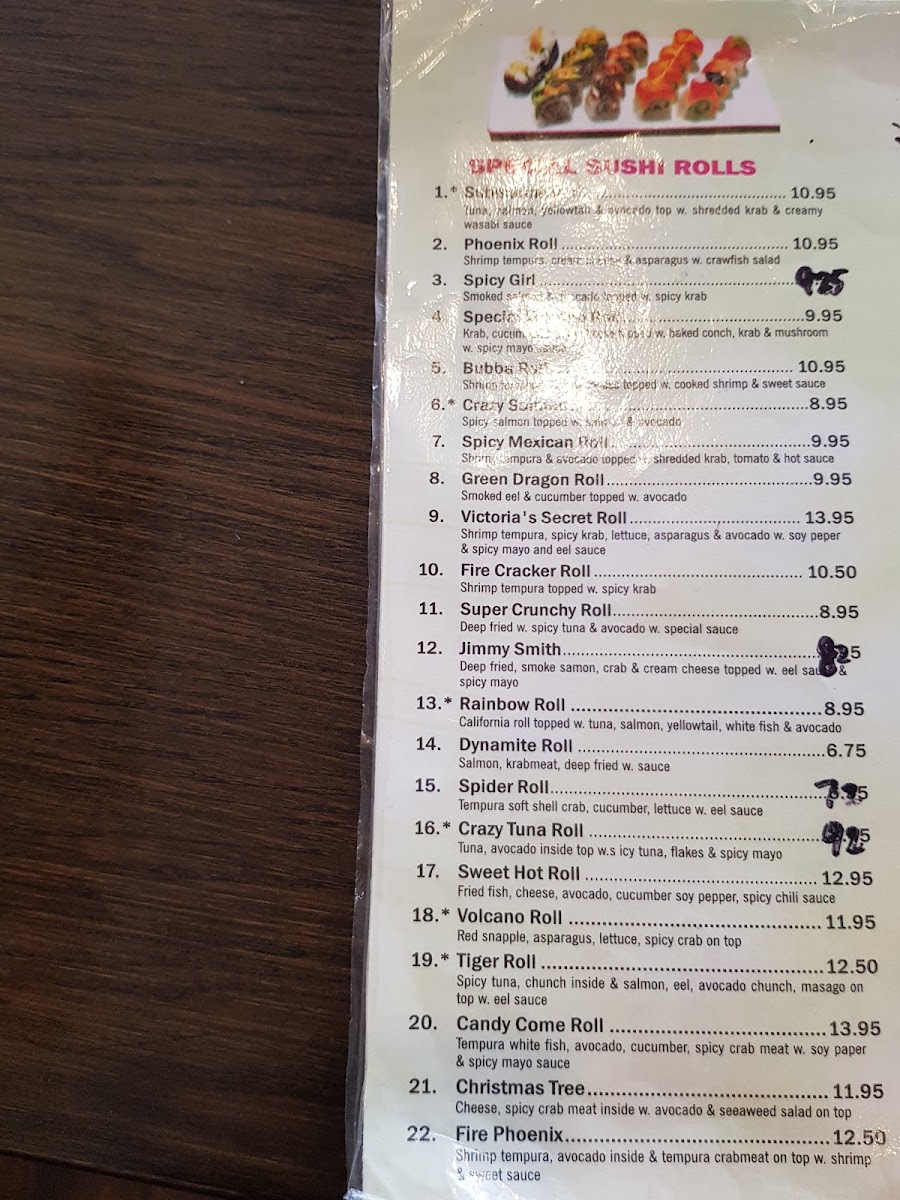 SPECIAL SUSHI ROLLS
1.* ........ 10.95
Tuna, salmon, yellowtail & avocado top w. shredded krab & creamy
wasabi sauce
2. Phoenix Roll ........ 10.95
Shrimp tempura, cream cheese & asparagus w. crawfish salad
3. Spicy Girl ........ 9.25
Smoked & avocado topped w. spicy krab
4. Special Roll ........ 9.95
Krab, w. baked conch, krab & mushroom
w. spicy mayo sauce
5. Bubba Roll ........ 10.95
topped w. cooked shrimp & sweet sauce
6.* Crazy ........ 8.95
Spicy salmon topped w. & avocado
7. Spicy Mexican Roll ........ 9.95
Shrimp tempura & avocado topped w. shredded krab, tomato & hot sauce
8. Green Dragon Roll ........ 9.95
Smoked eel & cucumber topped w. avocado
9. Victoria's Secret Roll ........ 13.95
Shrimp tempura, spicy krab, lettuce, asparagus & avocado w. soy peper
& spicy mayo and eel sauce
10. Fire Cracker Roll ........ 10.50
Shrimp tempura topped w. spicy krab
11. Super Crunchy Roll ........ 8.95
Deep fried w. spicy tuna & avocado w. special sauce
12. Jimmy Smith ........
Deep fried, smoke samon, crab & cream cheese topped w. eel sauce &
spicy mayo
13.* Rainbow Roll ........ 8.95
California roll topped w. tuna, salmon, yellowtail, white fish & avocado
14. Dynamite Roll ........ 6.75
Salmon, krabmeat, deep fried w. sauce
15. Spider Roll ........
Tempura soft shell crab, cucumber, lettuce w. eel sauce
16.* Crazy Tuna Roll ........
Tuna, avocado inside top w.s icy tuna, flakes & spicy mayo
17. Sweet Hot Roll ........ 12.95
Fried fish, cheese, avocado, cucumber soy pepper, spicy chili sauce
18.* Volcano Roll ........ 11.95
Red snapple, asparagus, lettuce, spicy crab on top
19.* Tiger Roll ........ 12.50
Spicy tuna, chunch inside & salmon, eel, avocado chunch, masago on
top w. eel sauce
20. Candy Come Roll ........ 13.95
Tempura white fish, avocado, cucumber, spicy crab meat w. soy paper
& spicy mayo sauce
21. Christmas Tree ........ 11.95
Cheese, spicy crab meat inside w. avocado & seeaweed salad on top
22. Fire Phoenix ........ 12.50
Shrimp tempura, avocado inside & tempura crabmeat on top w. shrimp
& sweet sauce